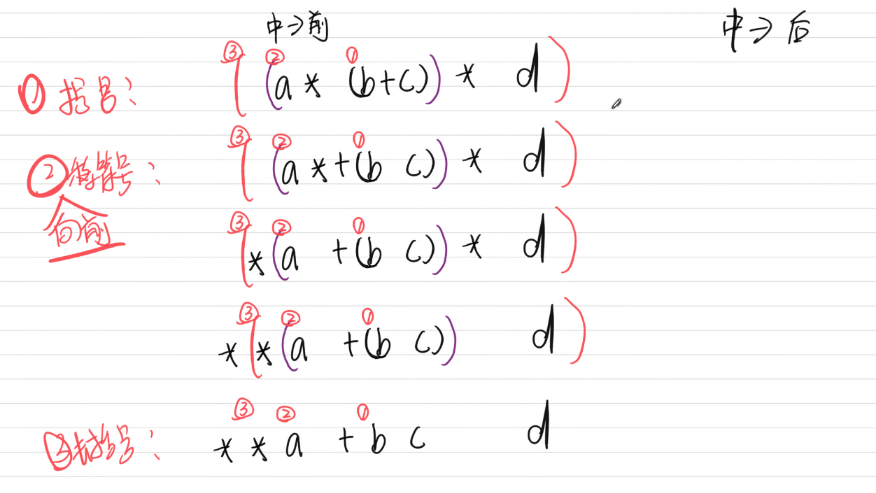 中→前 中→后
① 括号： ③ ② ①
((a * (b+c)) * d)
② 算符号： ③ ② ①
((a *+(b c)) * d)
向前 ③ ② ①
(*(a +(b c)) * d)
③ ② ①
*(*(a +(b c)) d)
③ ② ①
③去括号： * * a + b c d